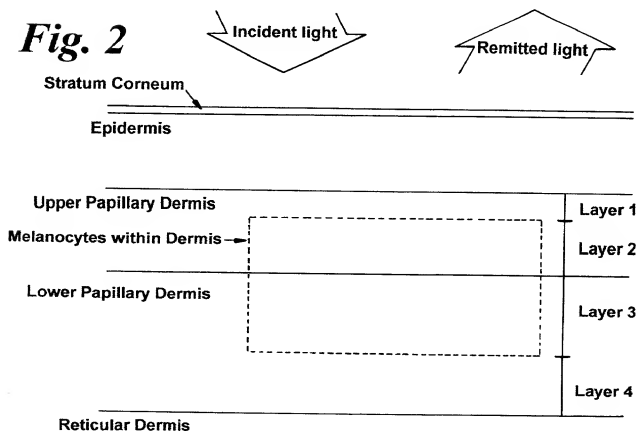 Fig. 2
Incident light
Remitted light
Stratum Corneum
Epidermis
Upper Papillary Dermis
Layer 1
Melanocytes within Dermis
Layer 2
Lower Papillary Dermis
Layer 3
Layer 4
Reticular Dermis